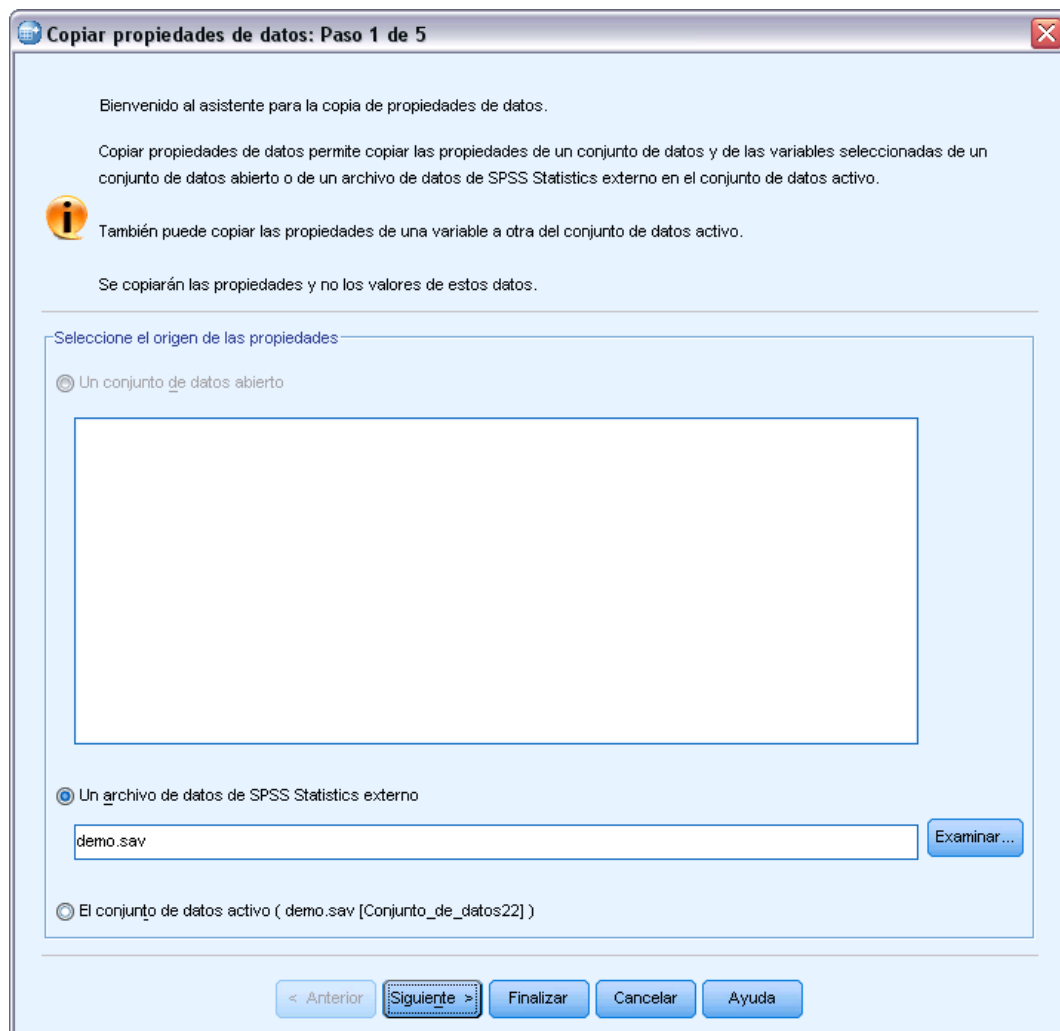 Copiar propiedades de datos: Paso 1 de 5
Bienvenido al asistente para la copia de propiedades de datos.
Copiar propiedades de datos permite copiar las propiedades de un conjunto de datos y de las variables seleccionadas de un
conjunto de datos abierto o de un archivo de datos de SPSS Statistics externo en el conjunto de datos activo.
También puede copiar las propiedades de una variable a otra del conjunto de datos activo.
Se copiarán las propiedades y no los valores de estos datos.
Seleccione el origen de las propiedades
Un conjunto de datos abierto
Un archivo de datos de SPSS Statistics externo
demo.sav
Examinar...
El conjunto de datos activo ( demo.sav [Conjunto_de_datos22] )
< Anterior
Siguiente >
Finalizar
Cancelar
Ayuda